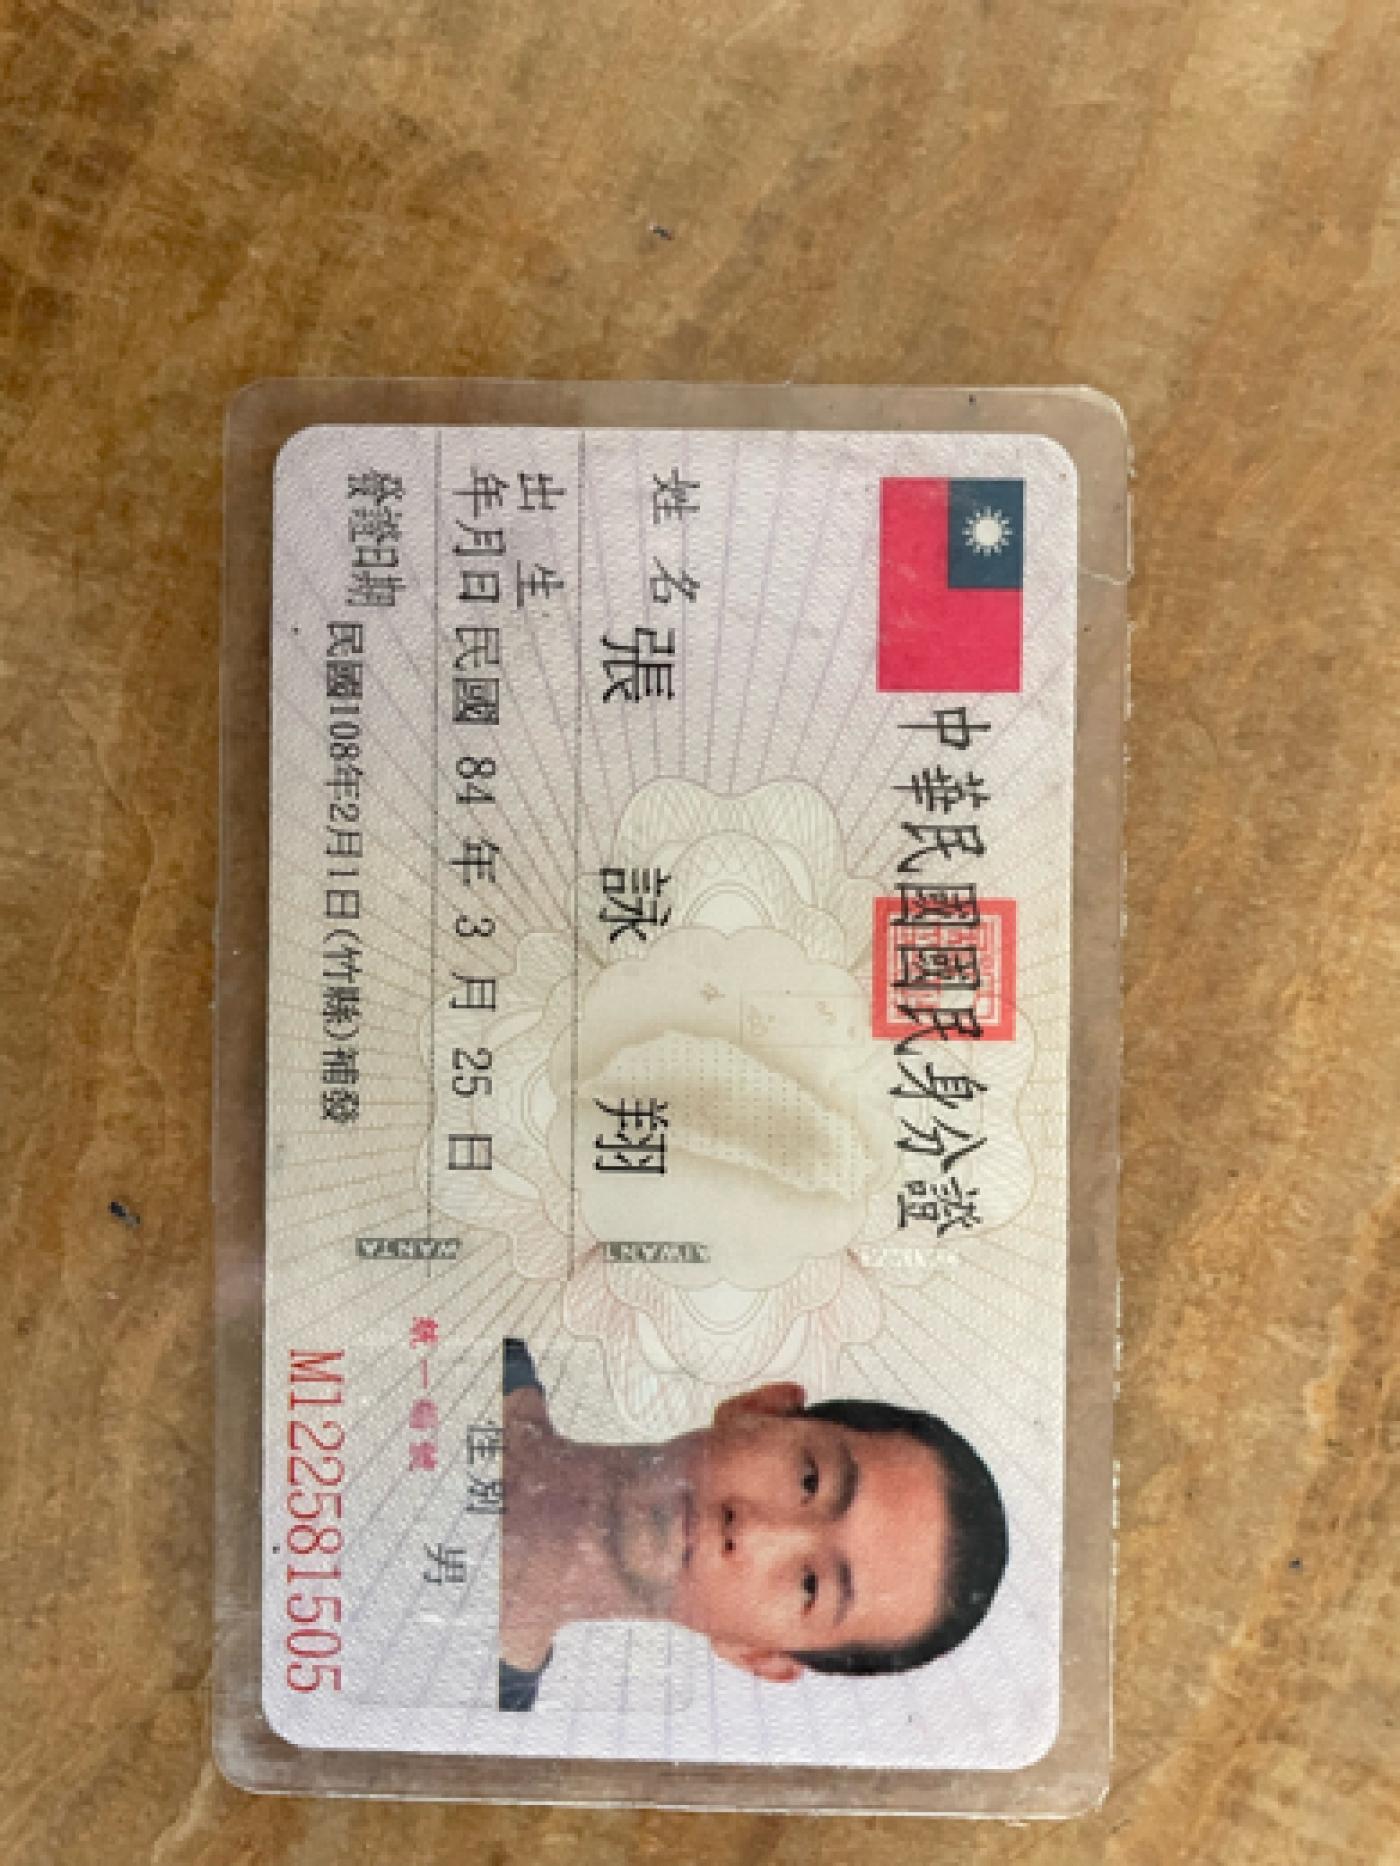 中華民國國民身分證
姓名 張詠翔
出生
年月日 民國 84 年 3 月 25 日
性別 男
發證日期 民國108年2月1日(竹縣)補發
統一編號
M122581505
TAIWAN